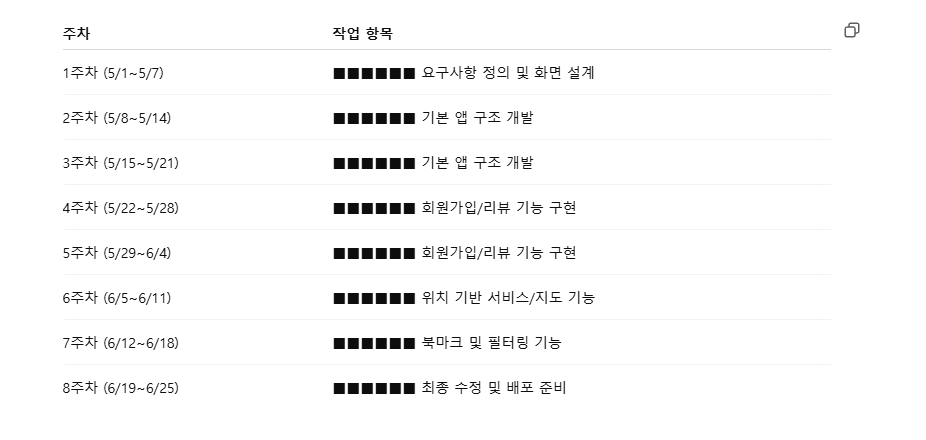 주차 작업 항목
1주차 (5/1~5/7) ■■■■■■ 요구사항 정의 및 화면 설계
2주차 (5/8~5/14) ■■■■■■ 기본 앱 구조 개발
3주차 (5/15~5/21) ■■■■■■ 기본 앱 구조 개발
4주차 (5/22~5/28) ■■■■■■ 회원가입/리뷰 기능 구현
5주차 (5/29~6/4) ■■■■■■ 회원가입/리뷰 기능 구현
6주차 (6/5~6/11) ■■■■■■ 위치 기반 서비스/지도 기능
7주차 (6/12~6/18) ■■■■■■ 북마크 및 필터링 기능
8주차 (6/19~6/25) ■■■■■■ 최종 수정 및 배포 준비